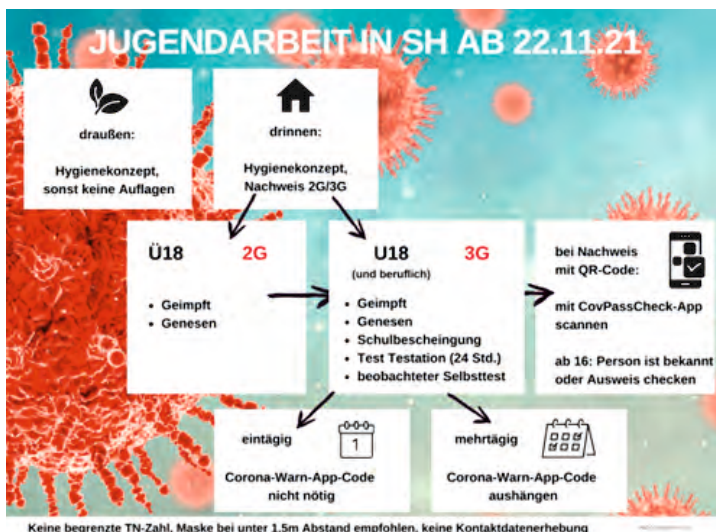 JUGENDARBEIT IN SH AB 22.11.21
draußen:
Hygienekonzept,
sonst keine Auflagen
drinnen:
Hygienekonzept,
Nachweis 2G/3G
Ü18 2G
• Geimpft
• Genesen
U18 3G
(und beruflich)
• Geimpft
• Genesen
• Schulbescheingung
• Test Testation (24 Std.)
• beobachteter Selbsttest
bei Nachweis
mit QR-Code:
mit CovPassCheck-App
scannen
ab 16: Person ist bekannt
oder Ausweis checken
eintägig
1
Corona-Warn-App-Code
nicht nötig
mehrtägig
Corona-Warn-App-Code
aushängen
Keine begrenzte TN-Zahl, Maske bei unter 1,5m Abstand empfohlen, keine Kontaktdatenerhebung